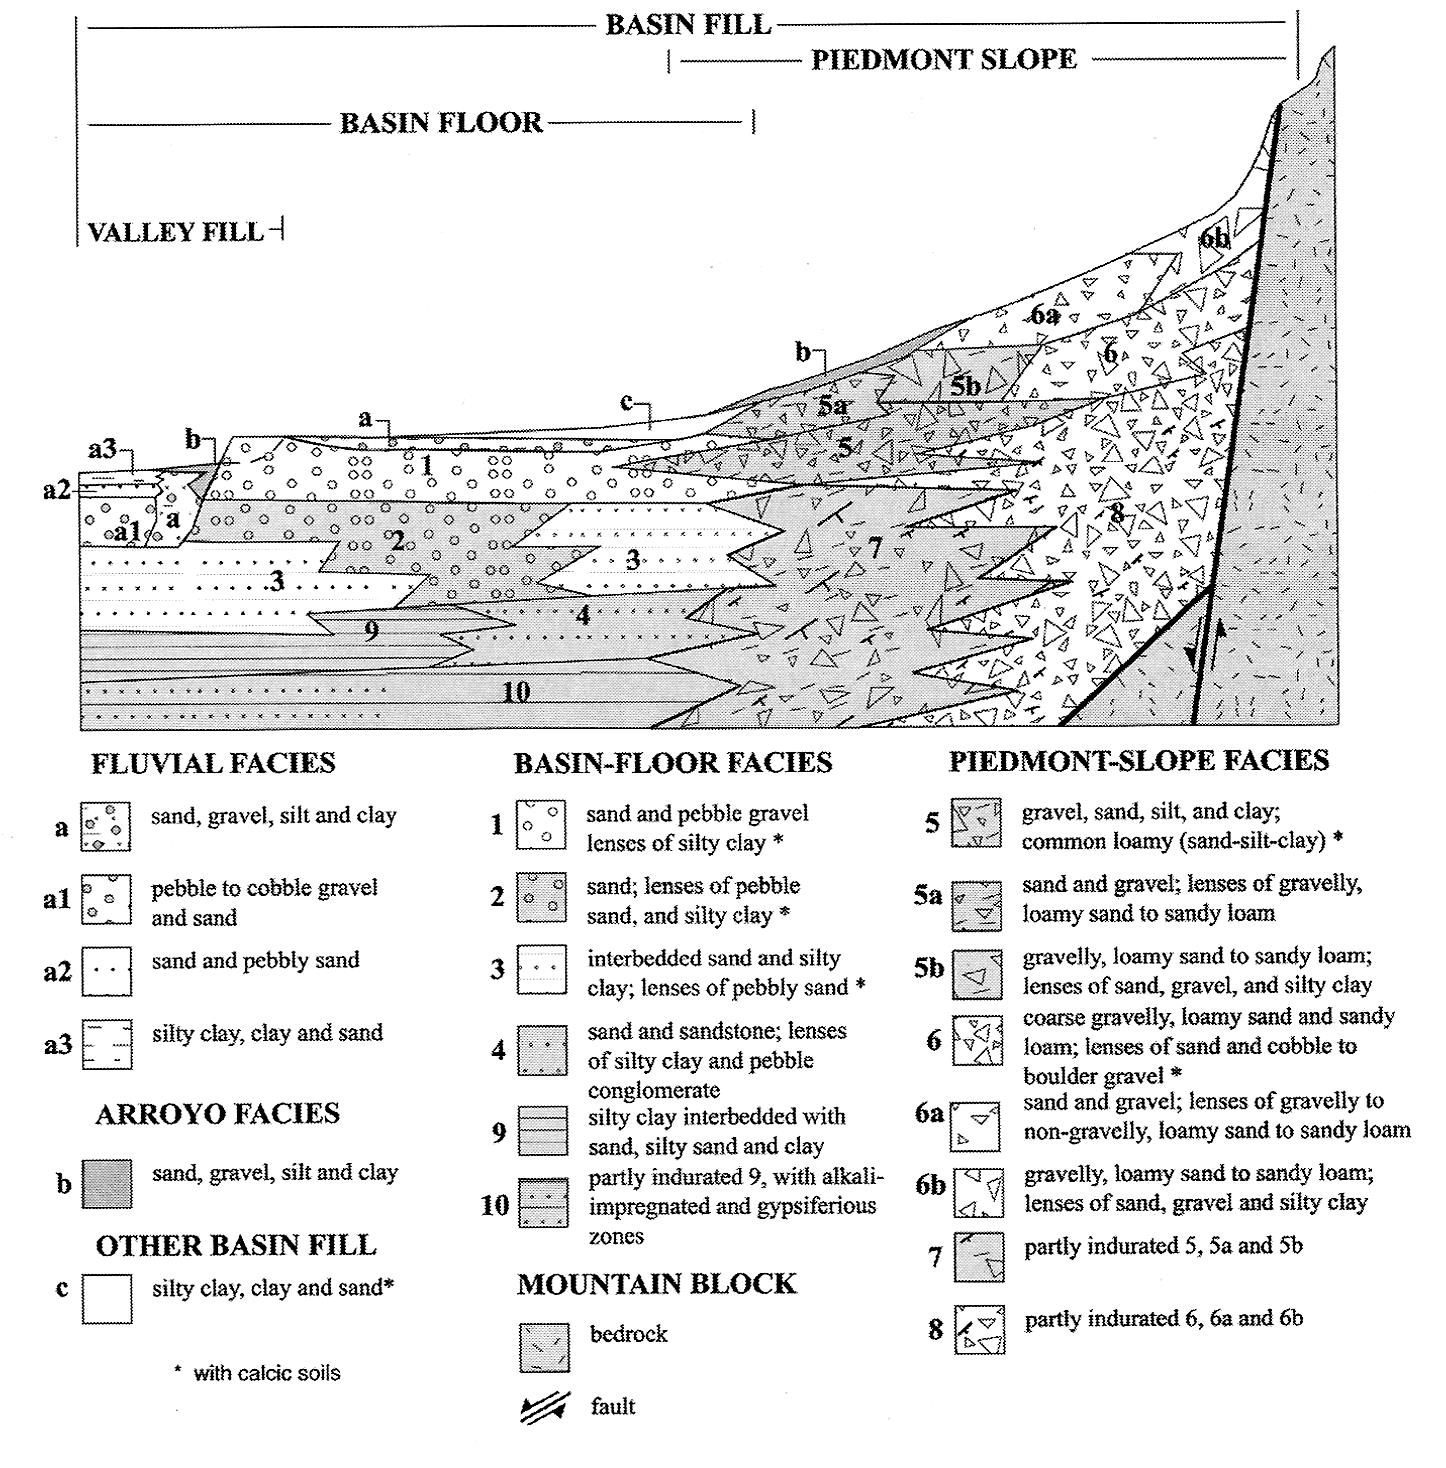 BASIN FILL
PIEDMONT SLOPE
BASIN FLOOR
VALLEY FILL
6b
6a
6
b
5b
c
5a
a
b
a3
5
1
a2
a
a1
8
2
7
3
3
4
9
10
FLUVIAL FACIES
a
sand, gravel, silt and clay
a1
pebble to cobble gravel
and sand
a2
sand and pebbly sand
a3
silty clay, clay and sand
ARROYO FACIES
b
sand, gravel, silt and clay
OTHER BASIN FILL
c
silty clay, clay and sand*
* with calcic soils
BASIN-FLOOR FACIES
1
sand and pebble gravel
lenses of silty clay *
2
sand; lenses of pebble
sand, and silty clay *
3
interbedded sand and silty
clay; lenses of pebbly sand *
4
sand and sandstone; lenses
of silty clay and pebble
conglomerate
9
silty clay interbedded with
sand, silty sand and clay
10
partly indurated 9, with alkali-
impregnated and gypsiferious
zones
MOUNTAIN BLOCK
bedrock
fault
PIEDMONT-SLOPE FACIES
5
gravel, sand, silt, and clay;
common loamy (sand-silt-clay) *
5a
sand and gravel; lenses of gravelly,
loamy sand to sandy loam
5b
gravelly, loamy sand to sandy loam;
lenses of sand, gravel, and silty clay
6
coarse gravelly, loamy sand and sandy
loam; lenses of sand and cobble to
boulder gravel *
6a
sand and gravel; lenses of gravelly to
non-gravelly, loamy sand to sandy loam
6b
gravelly, loamy sand to sandy loam;
lenses of sand, gravel and silty clay
7
partly indurated 5, 5a and 5b
8
partly indurated 6, 6a and 6b